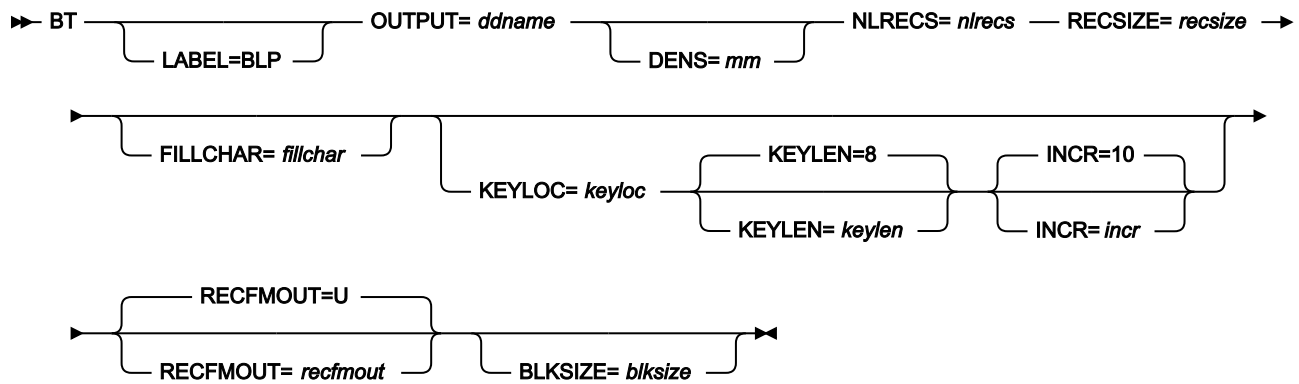 BT OUTPUT= ddname NLRECS= nlrecs RECSIZE= recsize
LABEL=BLP DENS= mm
FILLCHAR= fillchar KEYLEN=8 INCR=10
KEYLOC= keyloc
KEYLEN= keylen INCR= incr
RECFMOUT=U
RECFMOUT= recfmout BLKSIZE= blksize